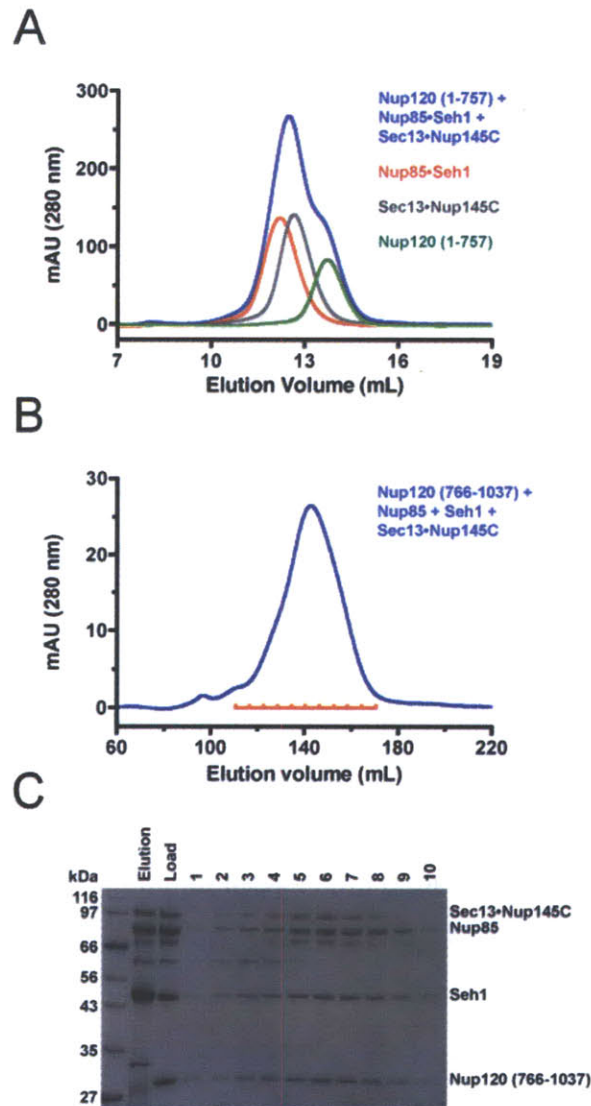 A
300
200
100
0
mAU (280 nm)
7
10
13
16
19
Elution Volume (mL)
Nup120 (1-757) +
Nup85•Seh1 +
Sec13•Nup145C
Nup85•Seh1
Sec13•Nup145C
Nup120 (1-757)
B
30
20
10
0
mAU (280 nm)
60
100
140
180
220
Elution volume (mL)
Nup120 (766-1037) +
Nup85 + Seh1 +
Sec13•Nup145C
C
kDa
Elution
Load
1
2
3
4
5
6
7
8
9
10
116
97
66
56
43
35
27
Sec13•Nup145C
Nup85
Seh1
Nup120 (766-1037)